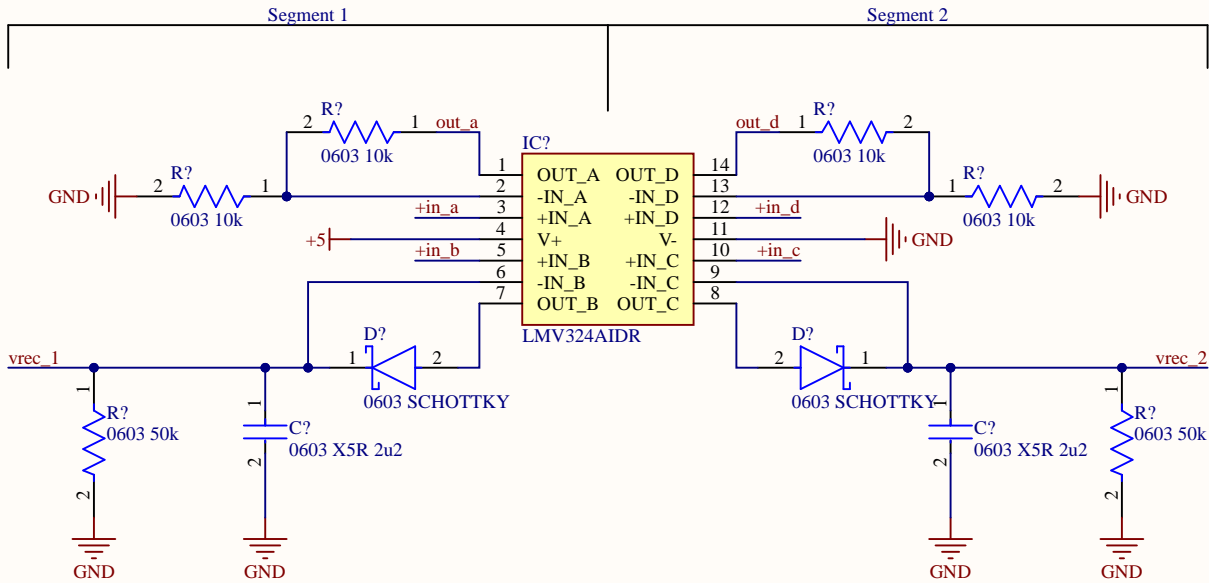 Segment 1
Segment 2
R?
2
1
out_a
0603 10k
out_d
1
R?
2
0603 10k
IC?
GND
2
R?
1
0603 10k
1
R?
2
0603 10k
GND
1 OUT_A OUT_D 14
2 -IN_A -IN_D 13
+in_a 3 +IN_A +IN_D 12 +in_d
+5 4 V+ V- 11 GND
+in_b 5 +IN_B +IN_C 10 +in_c
6 -IN_B -IN_C 9
7 OUT_B OUT_C 8
LMV324AIDR
vrec_1
D?
1
2
0603 SCHOTTKY
D?
2
1
0603 SCHOTTKY
vrec_2
1
R?
0603 50k
2
GND
1
C?
0603 X5R 2u2
2
GND
1
C?
0603 X5R 2u2
2
GND
1
R?
0603 50k
2
GND